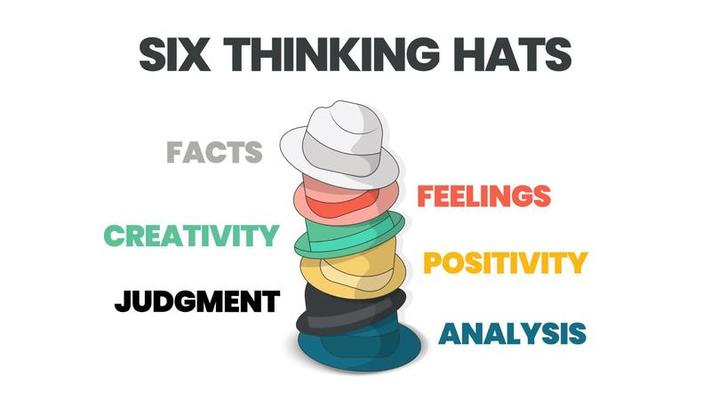 SIX THINKING HATS
FACTS
FEELINGS
CREATIVITY
POSITIVITY
JUDGMENT
ANALYSIS